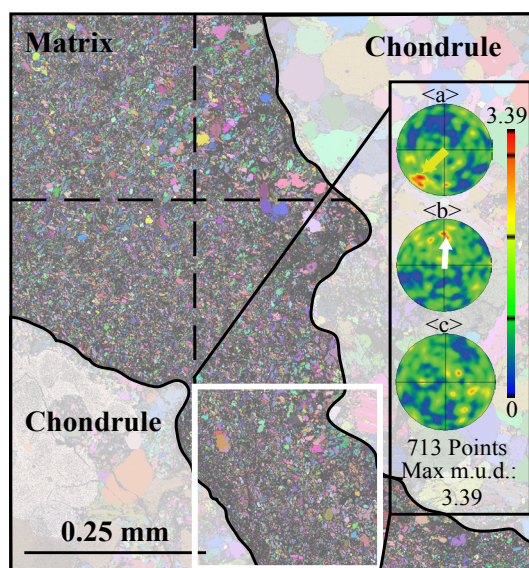 Matrix
Chondrule
<a>
3.39
<b>
<c>
0
713 Points
Max m.u.d.:
3.39
Chondrule
0.25 mm